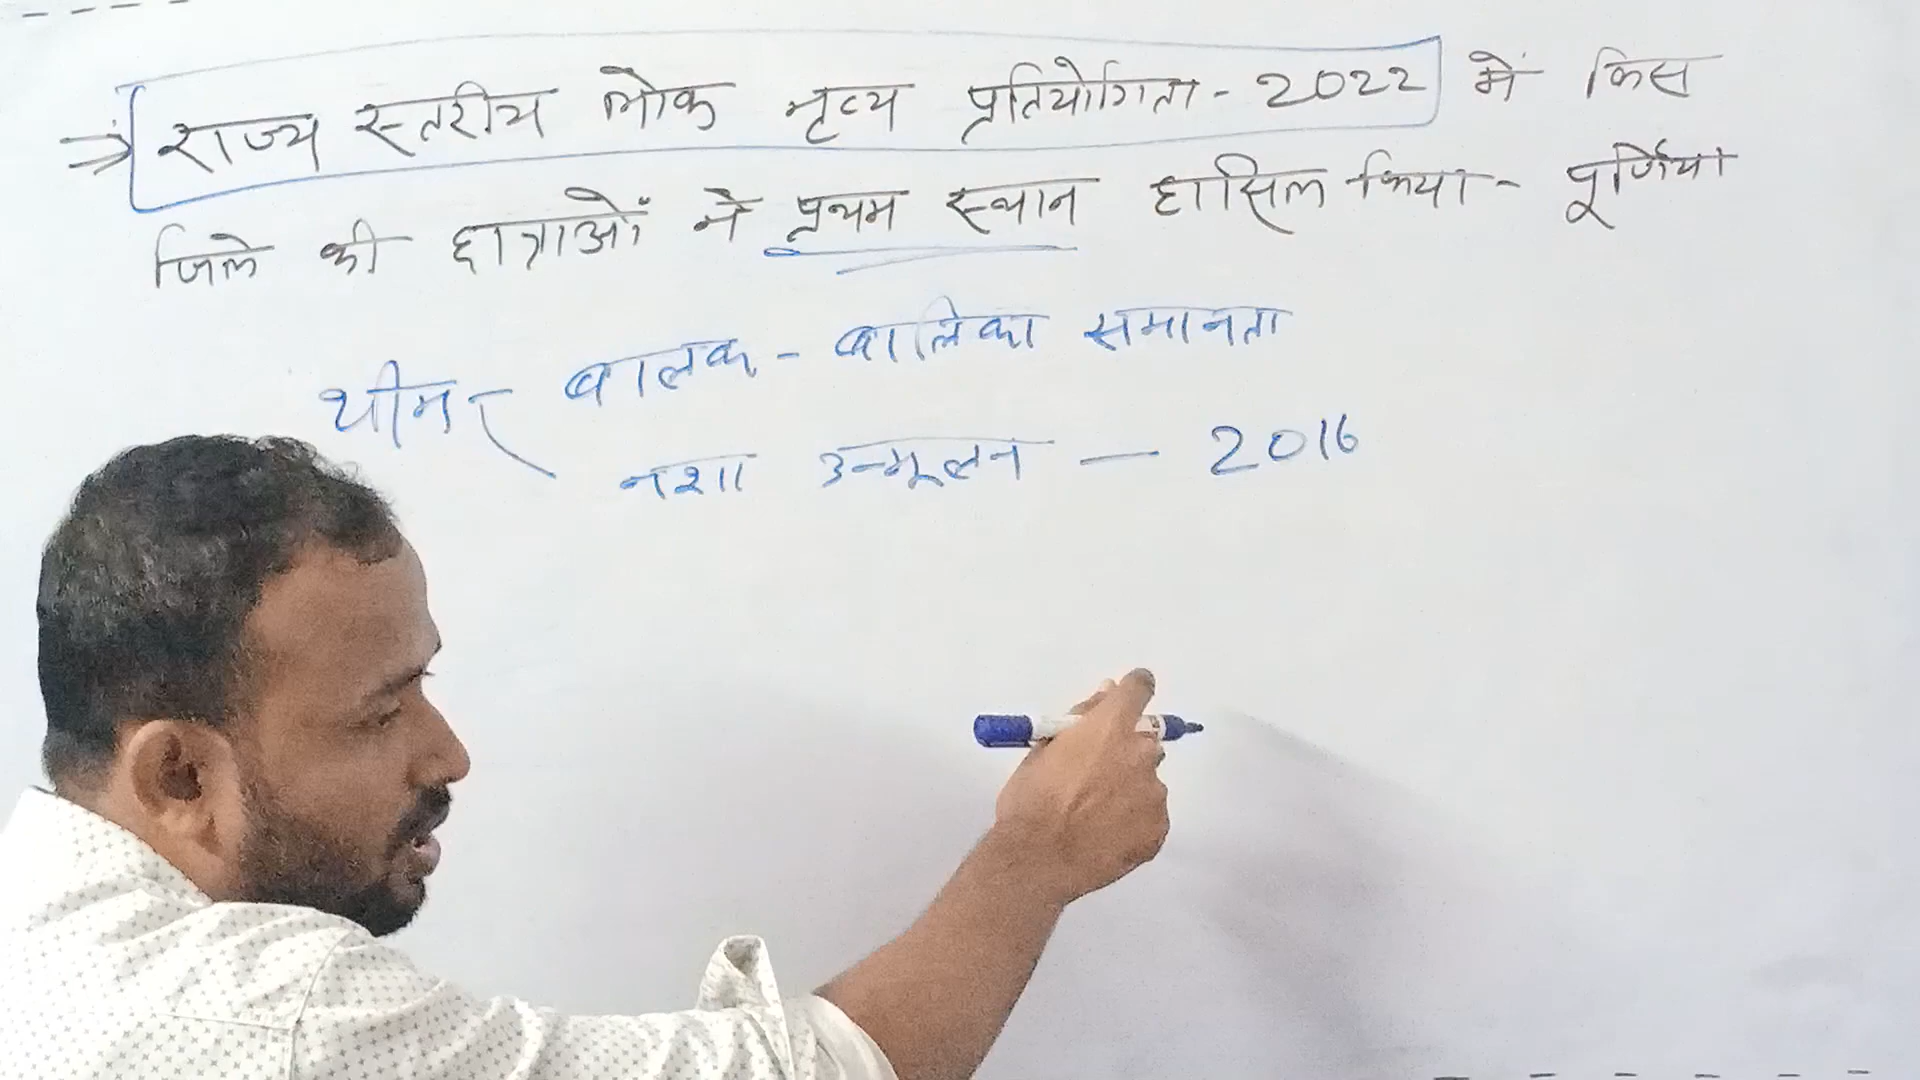 ⇒ राज्य स्तरीय लोक नृत्य प्रतियोगिता - 2022 में किस
जिले की छात्राओं ने प्रथम स्थान हासिल किया - पूर्णिया
थीम बालक - बालिका समानता
नशा उन्मूलन — 2016